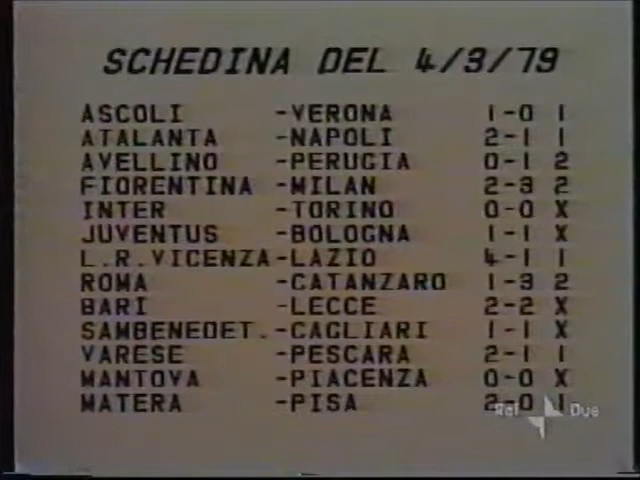 SCHEDINA DEL 4/3/79
ASCOLI -VERONA 1-0 1
ATALANTA -NAPOLI 2-1 1
AVELLINO -PERUGIA 0-1 2
FIORENTINA -MILAN 2-3 2
INTER -TORINO 0-0 X
JUVENTUS -BOLOGNA 1-1 X
L.R.VICENZA-LAZIO 4-1 1
ROMA -CATANZARO 1-3 2
BARI -LECCE 2-2 X
SAMBENEDET.-CAGLIARI 1-1 X
VARESE -PESCARA 2-1 1
MANTOVA -PIACENZA 0-0 X
MATERA -PISA 2-0 1
Rai Due